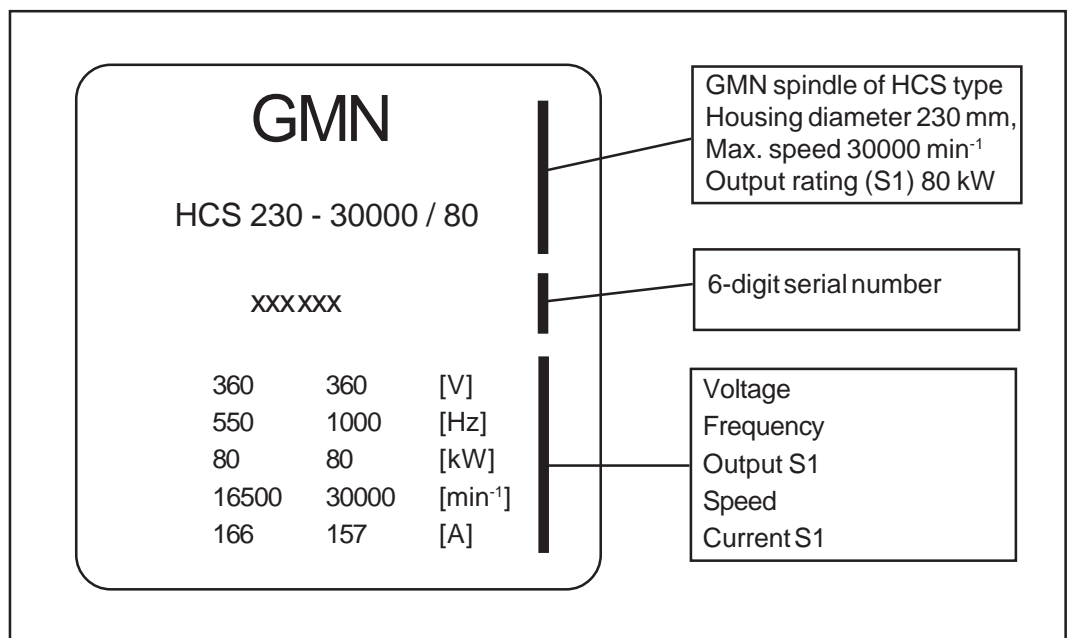 GMN
HCS 230 - 30000 / 80
xxxxxx
360 360 [V]
550 1000 [Hz]
80 80 [kW]
16500 30000 [min-1]
166 157 [A]
GMN spindle of HCS type
Housing diameter 230 mm,
Max. speed 30000 min-1
Output rating (S1) 80 kW
6-digit serial number
Voltage
Frequency
Output S1
Speed
Current S1